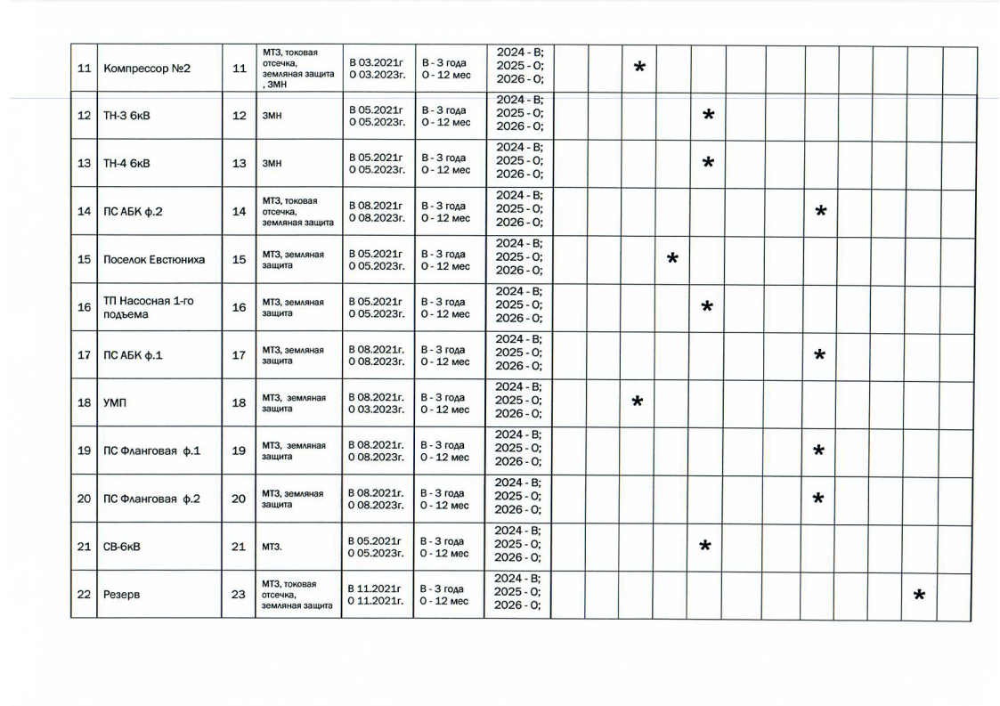 11 Компрессор №2 11 МТЗ, токовая отсечка, земляная защита , ЗМН В 03.2021г О 03.2023г. В - 3 года О - 12 мес 2024 - В; 2025 - О; 2026 - О; *
12 ТН-3 6кВ 12 ЗМН В 05.2021г О 05.2023г. В - 3 года О - 12 мес 2024 - В; 2025 - О; 2026 - О; *
13 ТН-4 6кВ 13 ЗМН В 05.2021г О 05.2023г. В - 3 года О - 12 мес 2024 - В; 2025 - О; 2026 - О; *
14 ПС АБК ф.2 14 МТЗ, токовая отсечка, земляная защита В 08.2021г О 08.2023г. В - 3 года О - 12 мес 2024 - В; 2025 - О; 2026 - О; *
15 Поселок Евстюниха 15 МТЗ, земляная защита В 05.2021г О 05.2023г. В - 3 года О - 12 мес 2024 - В; 2025 - О; 2026 - О; *
16 ТП Насосная 1-го подъема 16 МТЗ, земляная защита В 05.2021г О 05.2023г. В - 3 года О - 12 мес 2024 - В; 2025 - О; 2026 - О; *
17 ПС АБК ф.1 17 МТЗ, земляная защита В 08.2021г. О 08.2023г. В - 3 года О - 12 мес 2024 - В; 2025 - О; 2026 - О; *
18 УМП 18 МТЗ, земляная защита В 08.2021г. О 03.2023г. В - 3 года О - 12 мес 2024 - В; 2025 - О; 2026 - О; *
19 ПС Фланговая ф.1 19 МТЗ, земляная защита В 08.2021г. О 08.2023г. В - 3 года О - 12 мес 2024 - В; 2025 - О; 2026 - О; *
20 ПС Фланговая ф.2 20 МТЗ, земляная защита В 08.2021г. О 08.2023г. В - 3 года О - 12 мес 2024 - В; 2025 - О; 2026 - О; *
21 СВ-6кВ 21 МТЗ. В 05.2021г О 05.2023г. В - 3 года О - 12 мес 2024 - В; 2025 - О; 2026 - О; *
22 Резерв 23 МТЗ, токовая отсечка, земляная защита В 11.2021г О 11.2021г. В - 3 года О - 12 мес 2024 - В; 2025 - О; 2026 - О; *